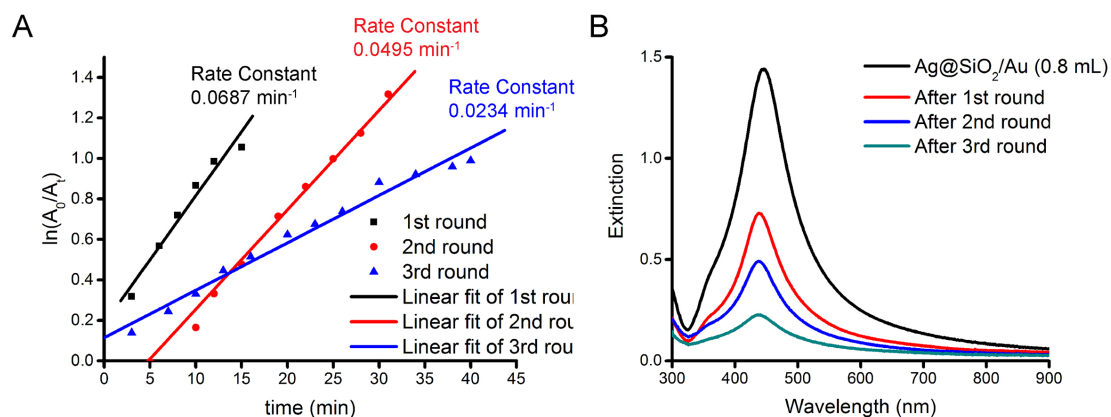 A
Rate Constant
0.0495 min-1
Rate Constant
0.0687 min-1
Rate Constant
0.0234 min-1
ln(A0/At)
1.4
1.2
1.0
0.8
0.6
0.4
0.2
0.0
1st round
2nd round
3rd round
Linear fit of 1st roun
Linear fit of 2nd rou
Linear fit of 3rd rou
0 5 10 15 20 25 30 35 40 45
time (min)
B
Extinction
1.5
1.0
0.5
0.0
Ag@SiO2/Au (0.8 mL)
After 1st round
After 2nd round
After 3rd round
300 400 500 600 700 800 900
Wavelength (nm)